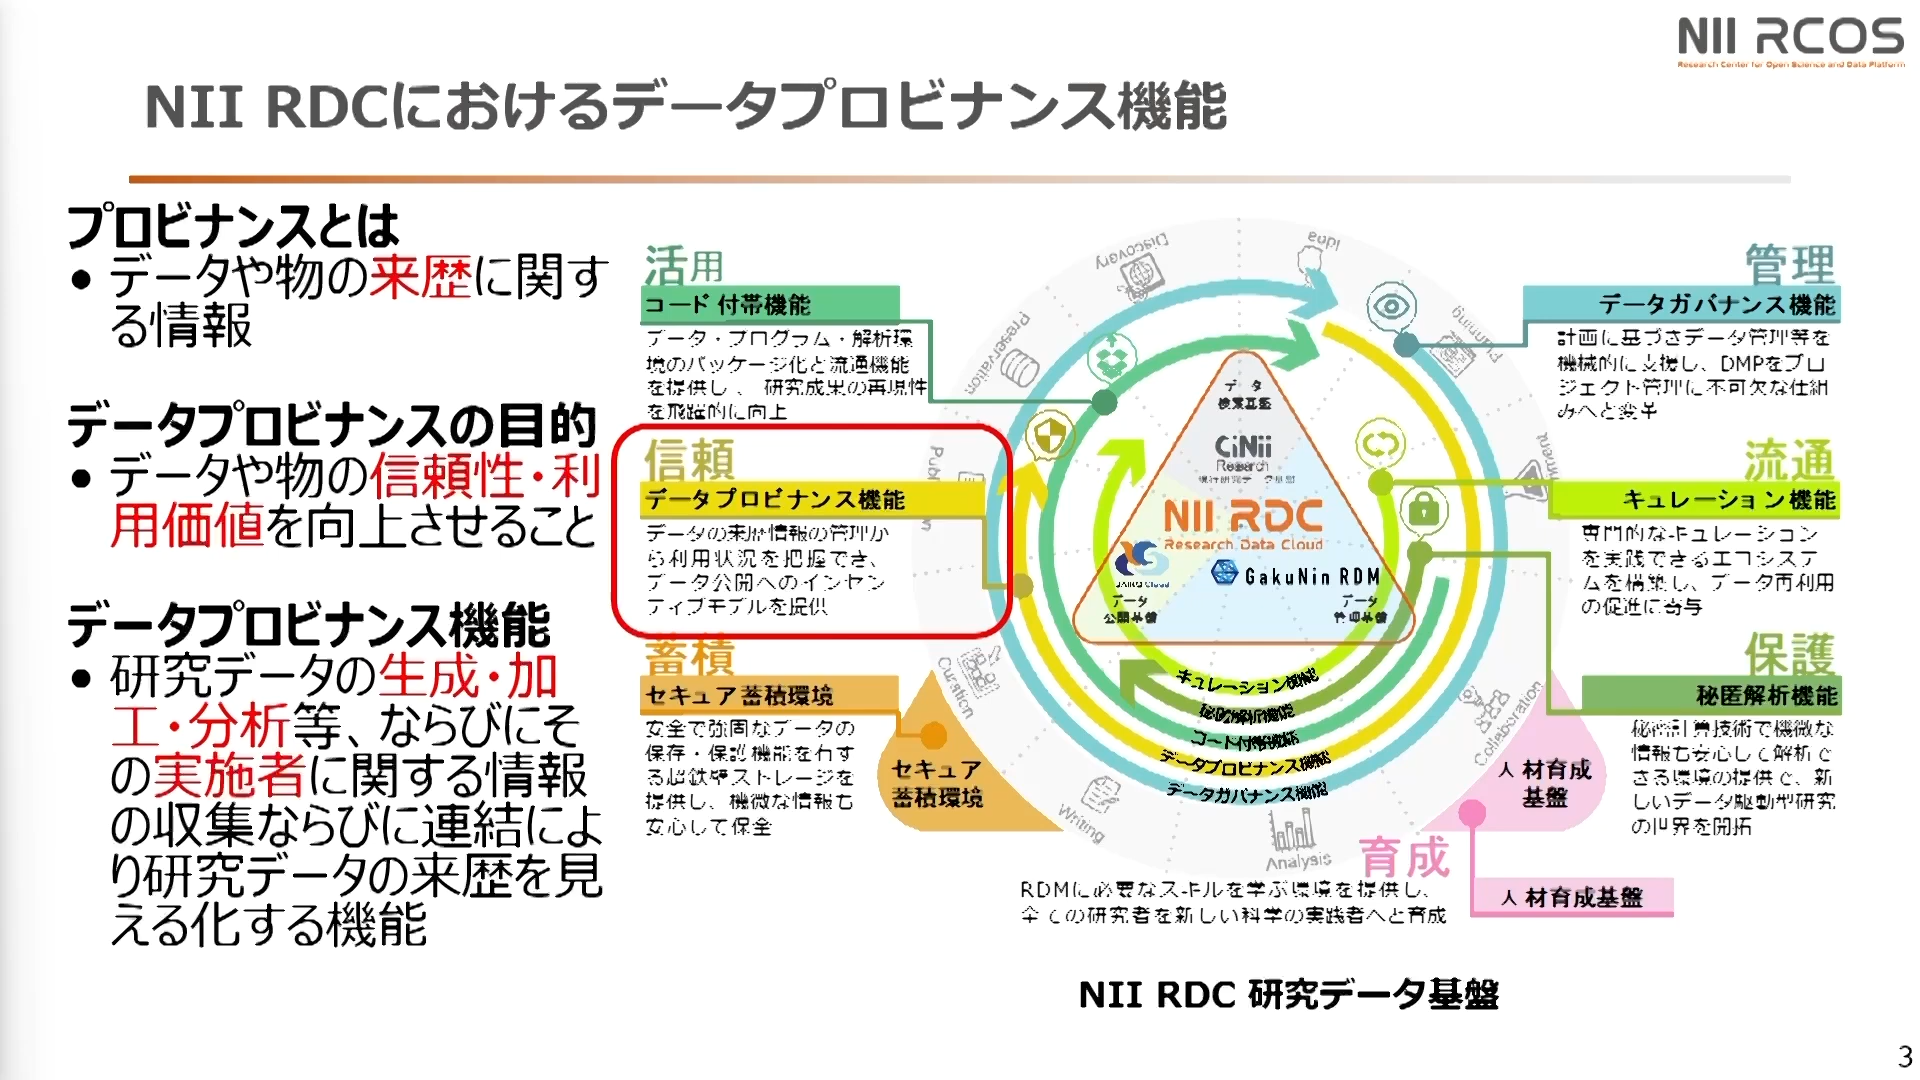 NII RCOS
Research Center for Open Science and Data Platform
NII RDCにおけるデータプロビナンス機能
プロビナンスとは
• データや物の来歴に関す
る情報
データプロビナンスの目的
• データや物の信頼性・利
用価値を向上させること
データプロビナンス機能
• 研究データの生成・加
工・分析等、ならびにそ
の実施者に関する情報
の収集ならびに連結によ
り研究データの来歴を見
える化する機能
活用
コード付帯機能
データ・プログラム・解析環
境のパッケージ化と流通機能
を提供し、研究成果の再現性
を飛躍的に向上
信頼
データプロビナンス機能
データの来歴情報の管理か
ら利用状況を把握でき、
データ公開へのインセン
ティブモデルを提供
蓄積
セキュア蓄積環境
安全で強固なデータの
保存・保護機能を有す
る超鉄壁ストレージを
提供し、機微な情報も
安心して保全
セキュア
蓄積環境
Discovery
Ideas
Planning
Preservation
Curation
Writing
Analysis
Collaboration
データ
検索基盤
CiNii
Research
NII RDC
Research Data Cloud
JAIRO Cloud
GakuNin RDM
データ
公開基盤
データ
管理基盤
キュレーション機能
秘匿解析機能
コード付帯機能
データプロビナンス機能
データガバナンス機能
管理
データガバナンス機能
計画に基づきデータ管理等を
機械的に支援し、DMPをプロ
ジェクト管理に不可欠な仕組
みへと変革
流通
キュレーション機能
専門的なキュレーション
を実践できるエコシステ
ムを構築し、データ再利用
の促進に寄与
保護
秘匿解析機能
秘密計算技術で機微な
情報も安心して解析で
きる環境の提供で、新
しいデータ駆動型研究
の世界を開拓
人材育成
基盤
育成
人材育成基盤
RDMに必要なスキルを学ぶ環境を提供し、
全ての研究者を新しい科学の実践者へと育成
NII RDC 研究データ基盤
3